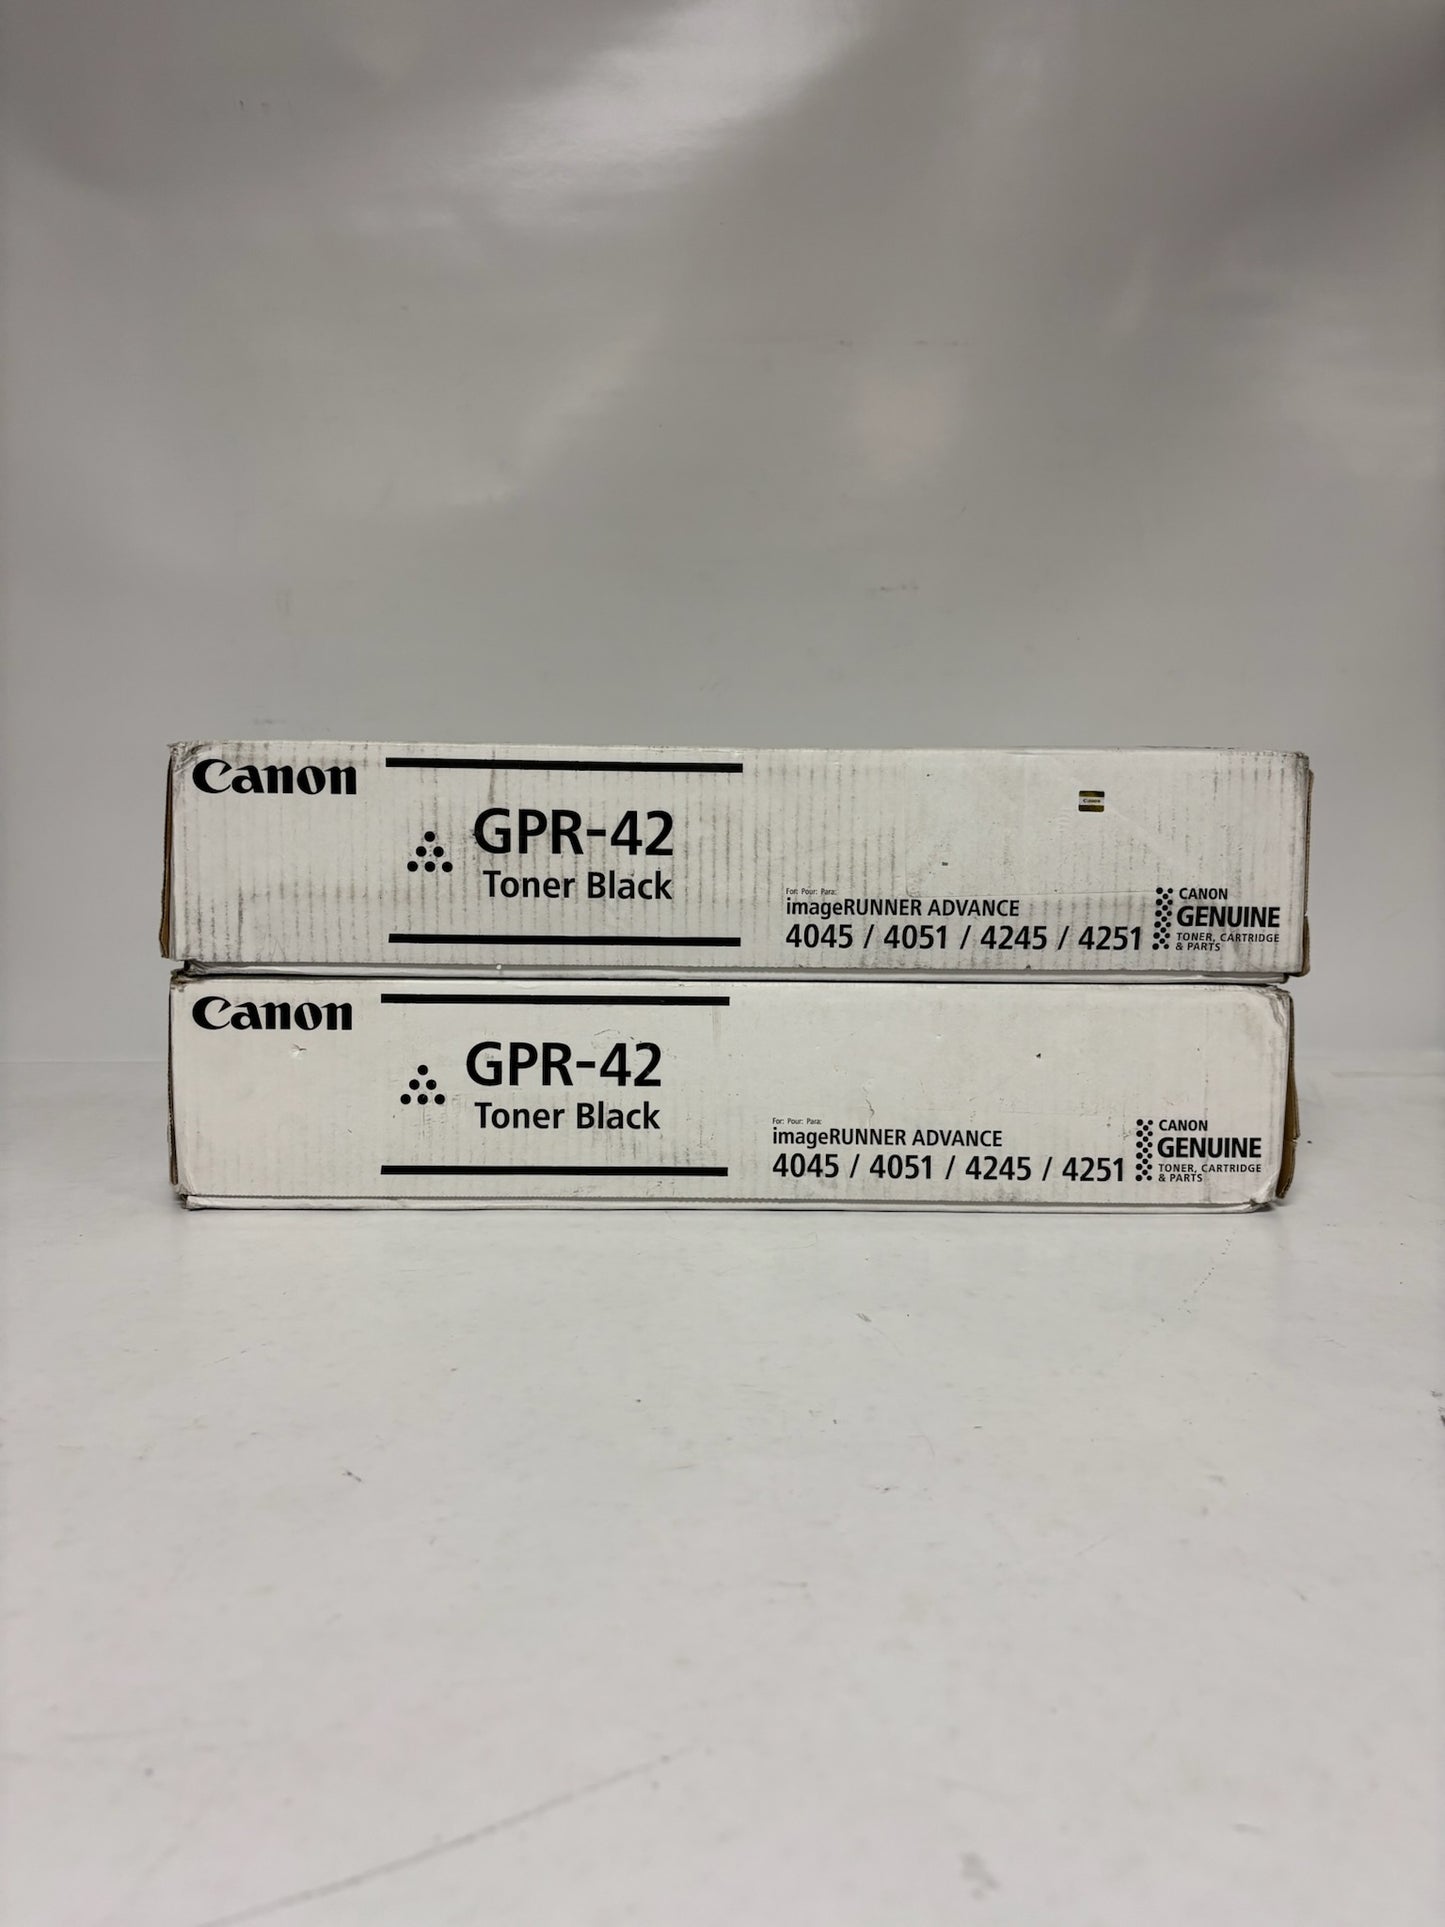 Canon
GPR-42
Toner Black
Canon
For: Pour: Para:
imageRUNNER ADVANCE
4045 / 4051 / 4245 / 4251
CANON
GENUINE
TONER, CARTRIDGE
& PARTS
Canon
GPR-42
Toner Black
For: Pour: Para:
imageRUNNER ADVANCE
4045 / 4051 / 4245 / 4251
CANON
GENUINE
TONER, CARTRIDGE
& PARTS